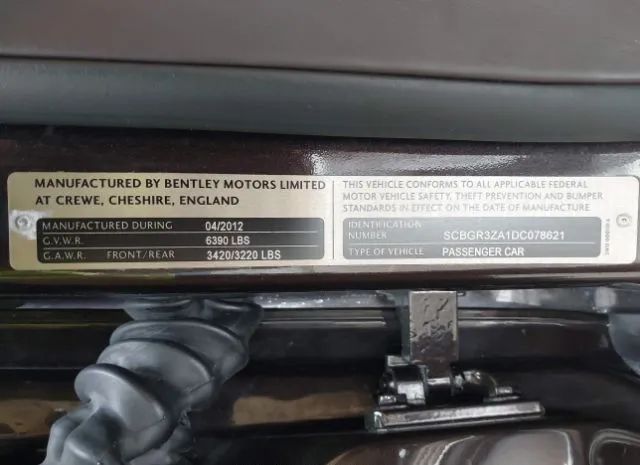 MANUFACTURED BY BENTLEY MOTORS LIMITED
AT CREWE, CHESHIRE, ENGLAND
MANUFACTURED DURING 04/2012
G.V.W.R. 6390 LBS
G.A.W.R. FRONT/REAR 3420/3220 LBS
THIS VEHICLE CONFORMS TO ALL APPLICABLE FEDERAL
MOTOR VEHICLE SAFETY, THEFT PREVENTION AND BUMPER
STANDARDS IN EFFECT ON THE DATE OF MANUFACTURE
IDENTIFICATION
NUMBER SCBGR3ZA1DC078621
TYPE OF VEHICLE PASSENGER CAR